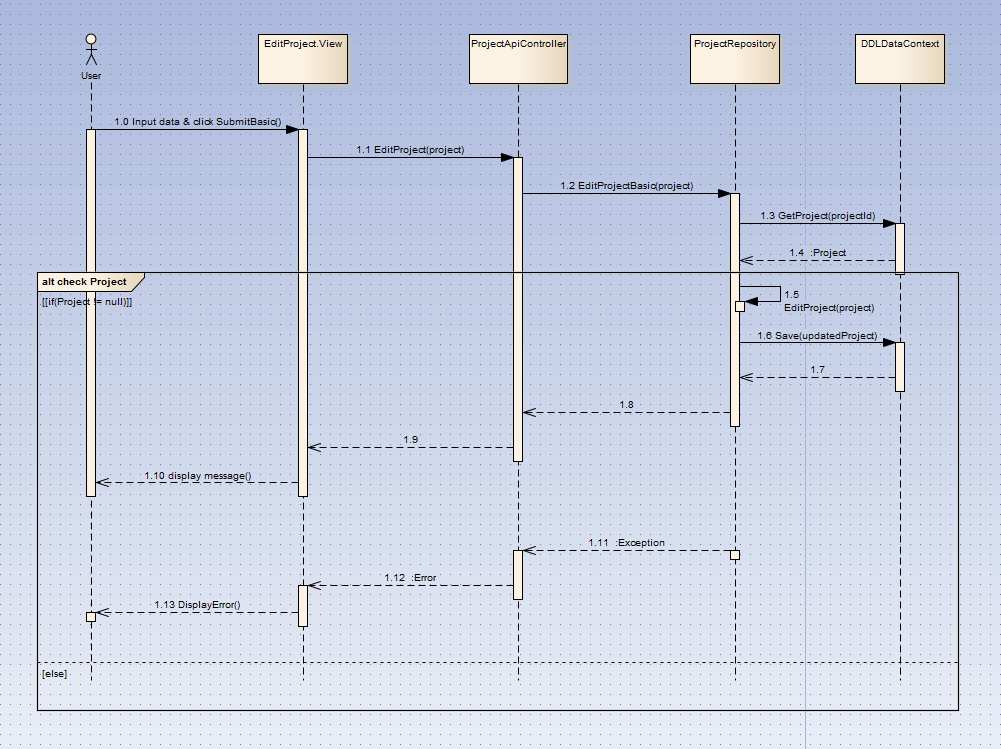 User
EditProject.View
ProjectApiController
ProjectRepository
DDLDataContext
1.0 Input data & click SubmitBasic()
1.1 EditProject(project)
1.2 EditProjectBasic(project)
1.3 GetProject(projectId)
1.4 :Project
alt check Project
[[if(Project != null)]]
1.5
EditProject(project)
1.6 Save(updatedProject)
1.7
1.8
1.9
1.10 display message()
1.11 :Exception
1.12 :Error
1.13 DisplayError()
[else]